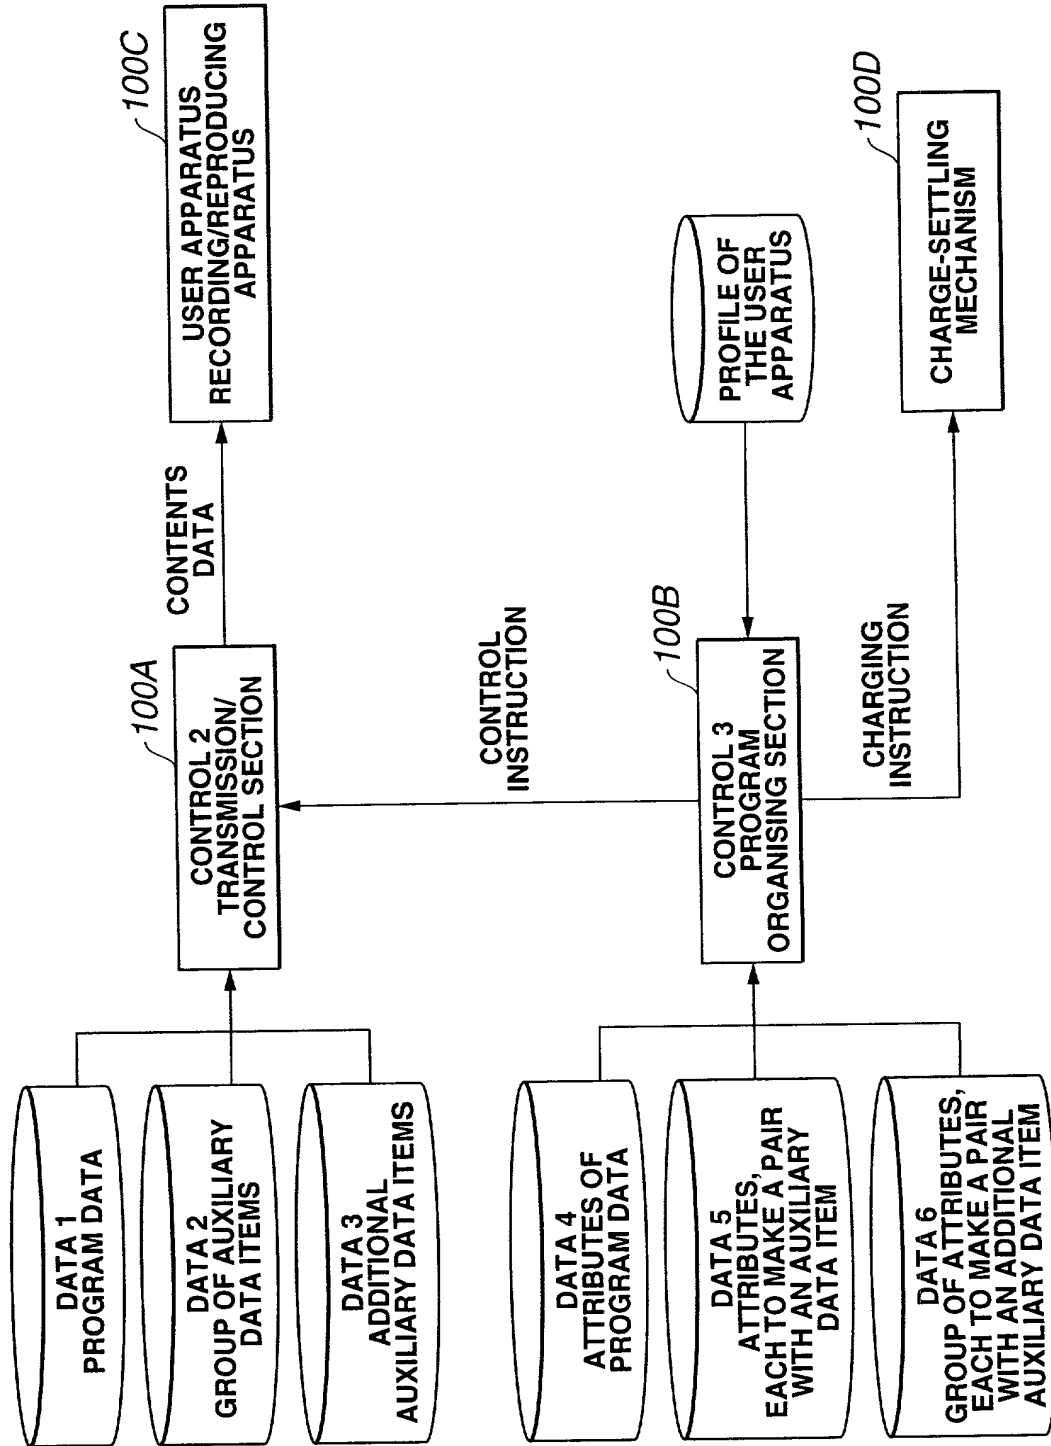 DATA 1
PROGRAM DATA
DATA 2
GROUP OF AUXILIARY
DATA ITEMS
DATA 3
ADDITIONAL
AUXILIARY DATA ITEMS
100A
CONTROL 2
TRANSMISSION/
CONTROL SECTION
CONTENTS
DATA
100C
USER APPARATUS
RECORDING/REPRODUCING
APPARATUS
CONTROL
INSTRUCTION
DATA 4
ATTRIBUTES OF
PROGRAM DATA
DATA 5
ATTRIBUTES,
EACH TO MAKE A PAIR
WITH AN AUXILIARY
DATA ITEM
DATA 6
GROUP OF ATTRIBUTES,
EACH TO MAKE A PAIR
WITH AN ADDITIONAL
AUXILIARY DATA ITEM
100B
CONTROL 3
PROGRAM
ORGANISING SECTION
PROFILE OF
THE USER
APPARATUS
CHARGING
INSTRUCTION
100D
CHARGE-SETTLING
MECHANISM